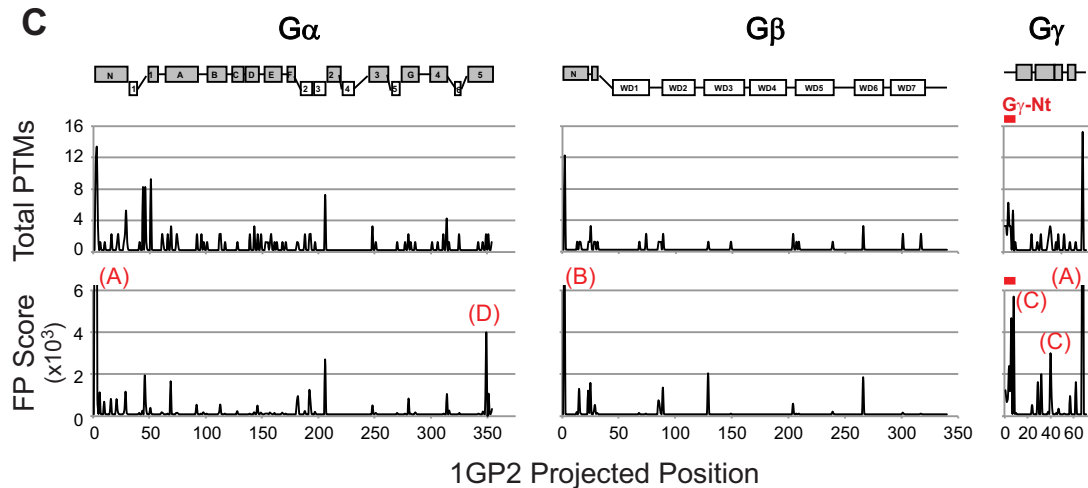 C
Gα Gβ Gγ
N 1 1 A B C D E F 2 3 2 4 3 5 G 4 6 5
N WD1 WD2 WD3 WD4 WD5 WD6 WD7
Gγ-Nt
Total PTMs
16
12
8
4
0
(A) (B) (A)
(D) (C)
(C)
FP Score
(x10³)
6
4
2
0
0 50 100 150 200 250 300 350
0 50 100 150 200 250 300 350
0 20 40 60
1GP2 Projected Position